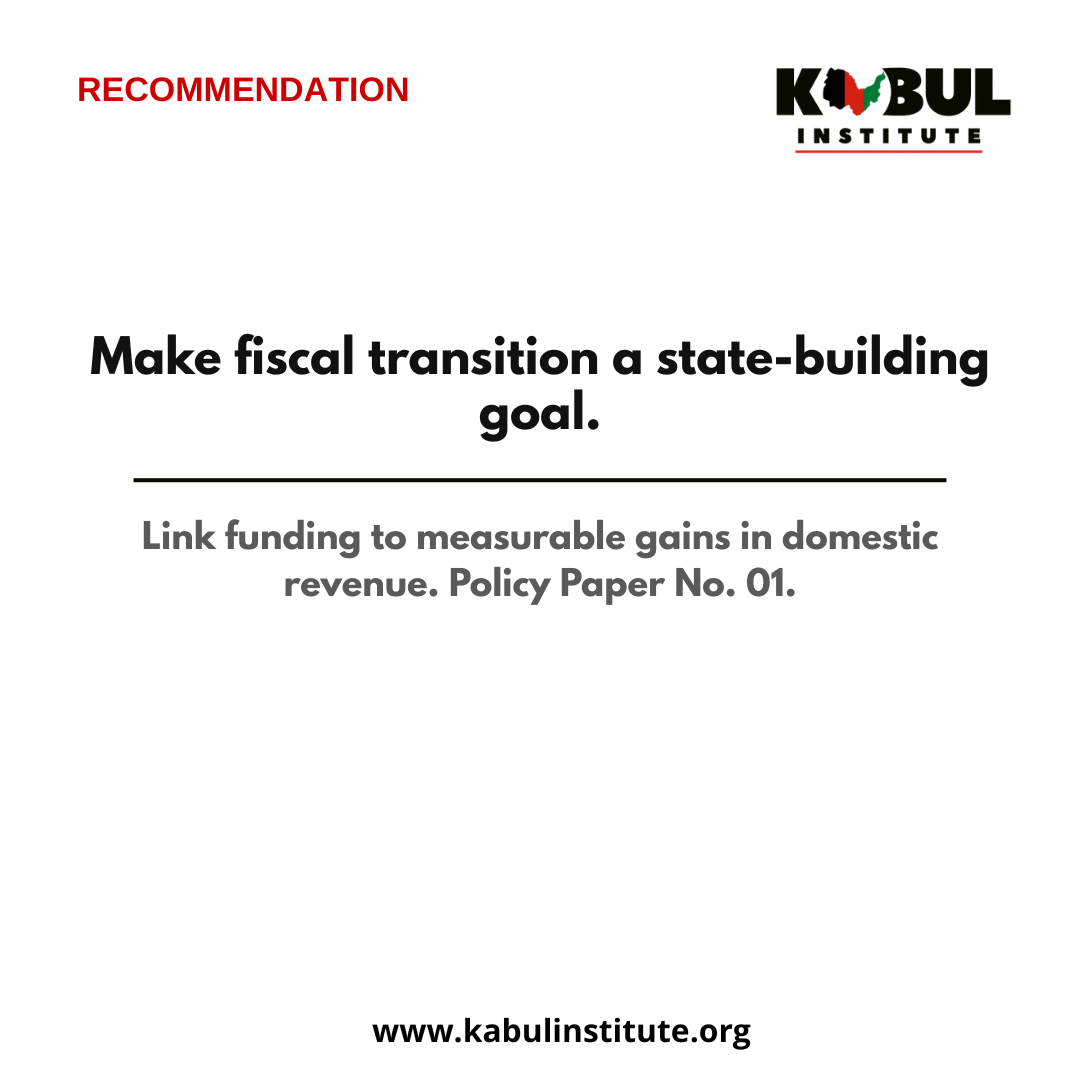 RECOMMENDATION
KABUL
INSTITUTE
Make fiscal transition a state-building
goal.
Link funding to measurable gains in domestic
revenue. Policy Paper No. 01.
www.kabulinstitute.org